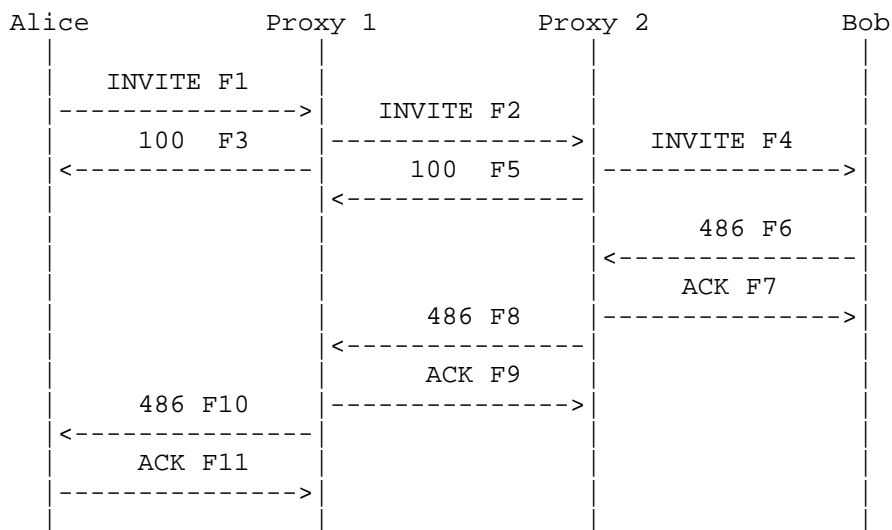 Alice Proxy 1 Proxy 2 Bob
INVITE F1
INVITE F2
100 F3
INVITE F4
100 F5
486 F6
ACK F7
486 F8
ACK F9
486 F10
ACK F11